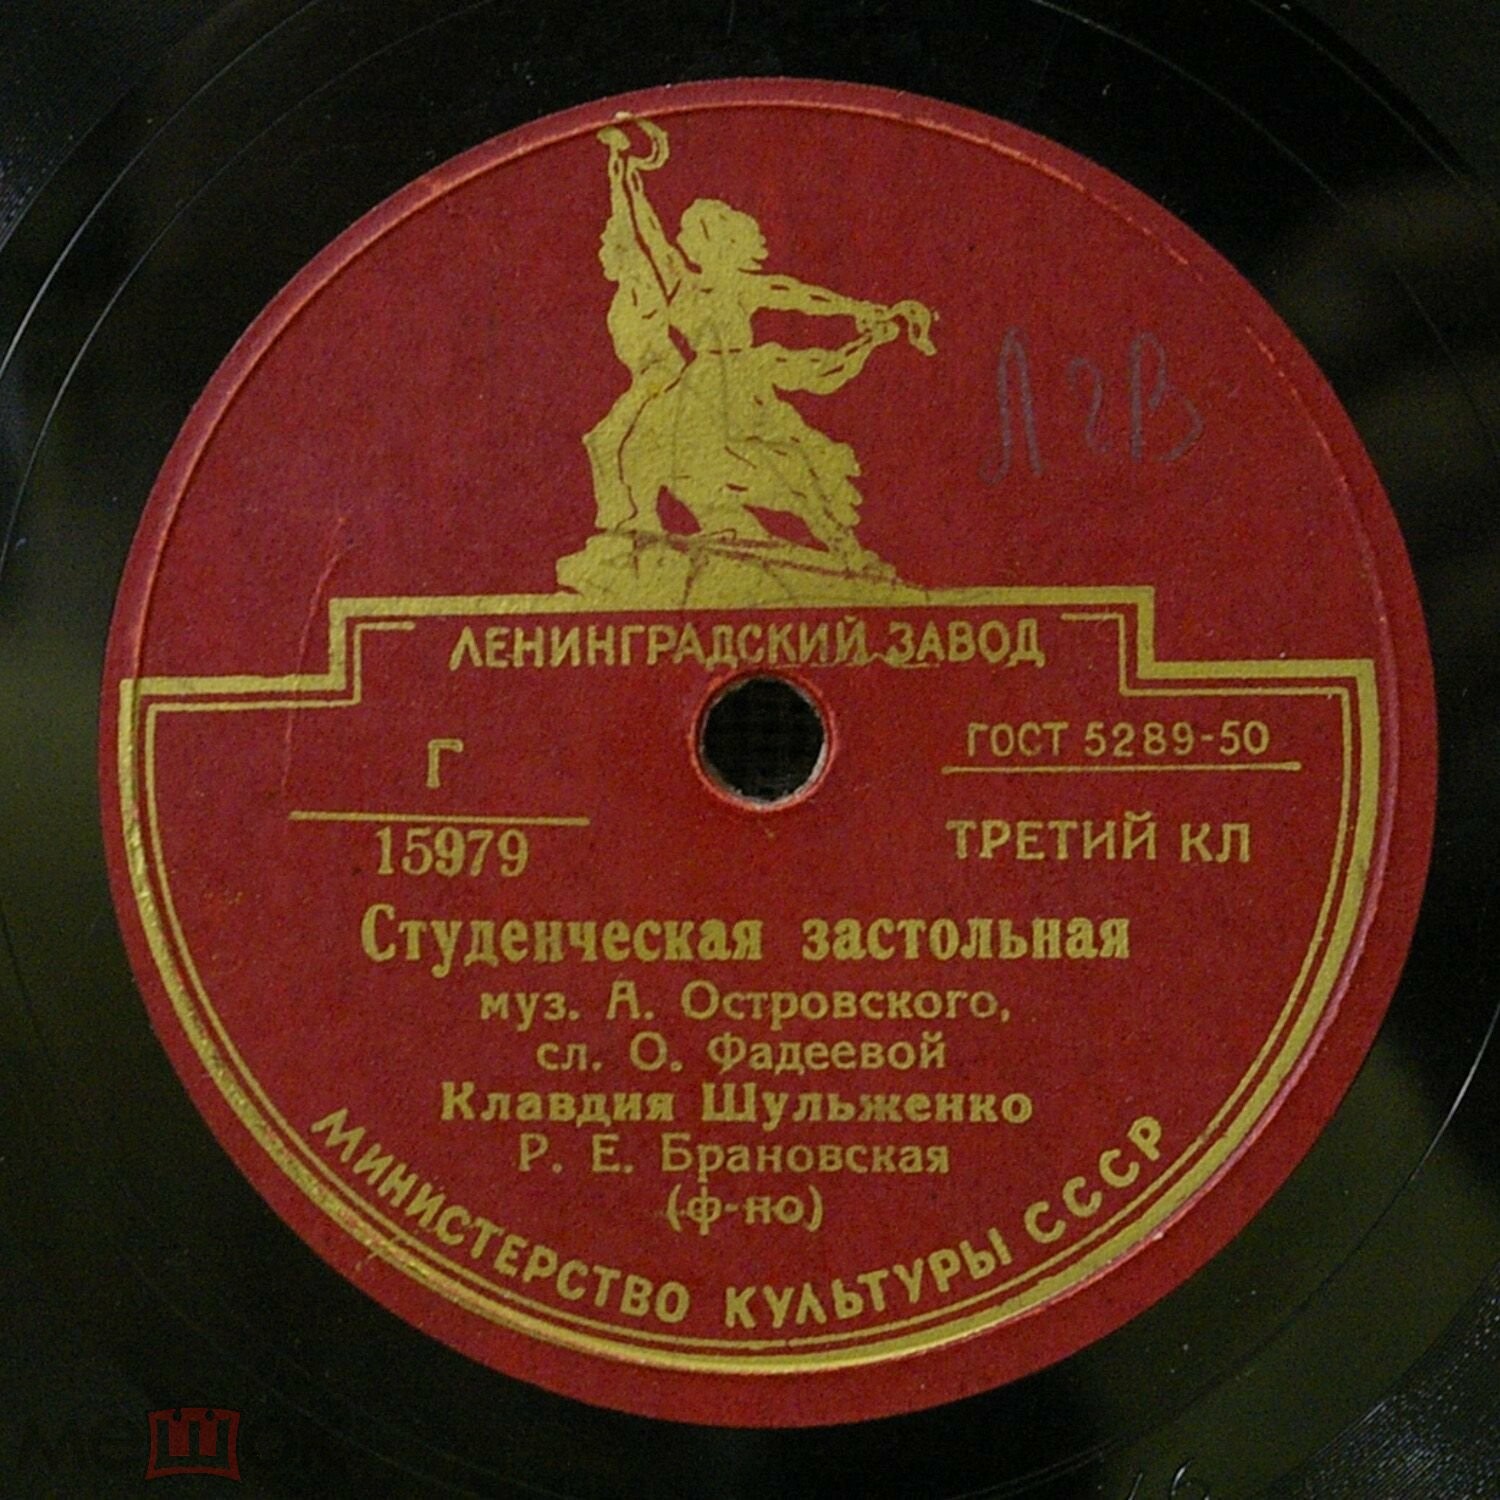 ЛЕНИНГРАДСКИЙ ЗАВОД
Г
15979
ГОСТ 5289-50
ТРЕТИЙ КЛ
Студенческая застольная
муз. А. Островского,
сл. О. Фадеевой
Клавдия Шульженко
Р. Е. Брановская
(ф-но)
МИНИСТЕРСТВО КУЛЬТУРЫ СССР
мешок